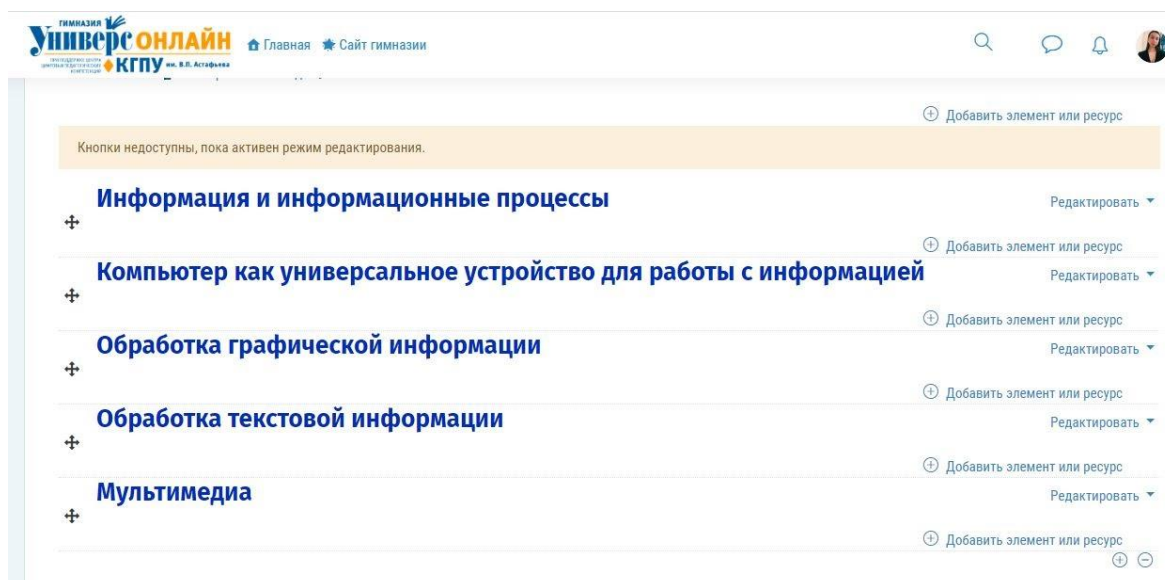 ГИМНАЗИЯ
Универс ОНЛАЙН
КГПУ им. В.П. Астафьева
Главная Сайт гимназии
Добавить элемент или ресурс
Кнопки недоступны, пока активен режим редактирования.
Информация и информационные процессы
Редактировать
Добавить элемент или ресурс
Компьютер как универсальное устройство для работы с информацией
Редактировать
Добавить элемент или ресурс
Обработка графической информации
Редактировать
Добавить элемент или ресурс
Обработка текстовой информации
Редактировать
Добавить элемент или ресурс
Мультимедиа
Редактировать
Добавить элемент или ресурс